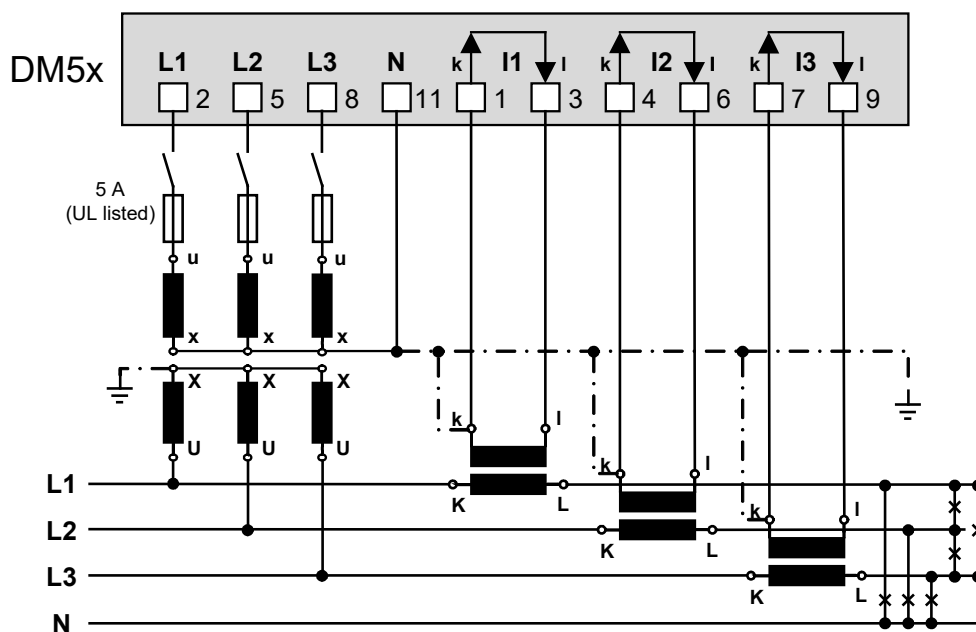 L1 L2 L3 N k I1 l k I2 l k I3 l
DM5x
2 5 8 11 1 3 4 6 7 9
5 A
(UL listed)
u u u
x x x
X X X
k l
U U U
k l
L1
K L
k l
L2
K L
L3
K L
N